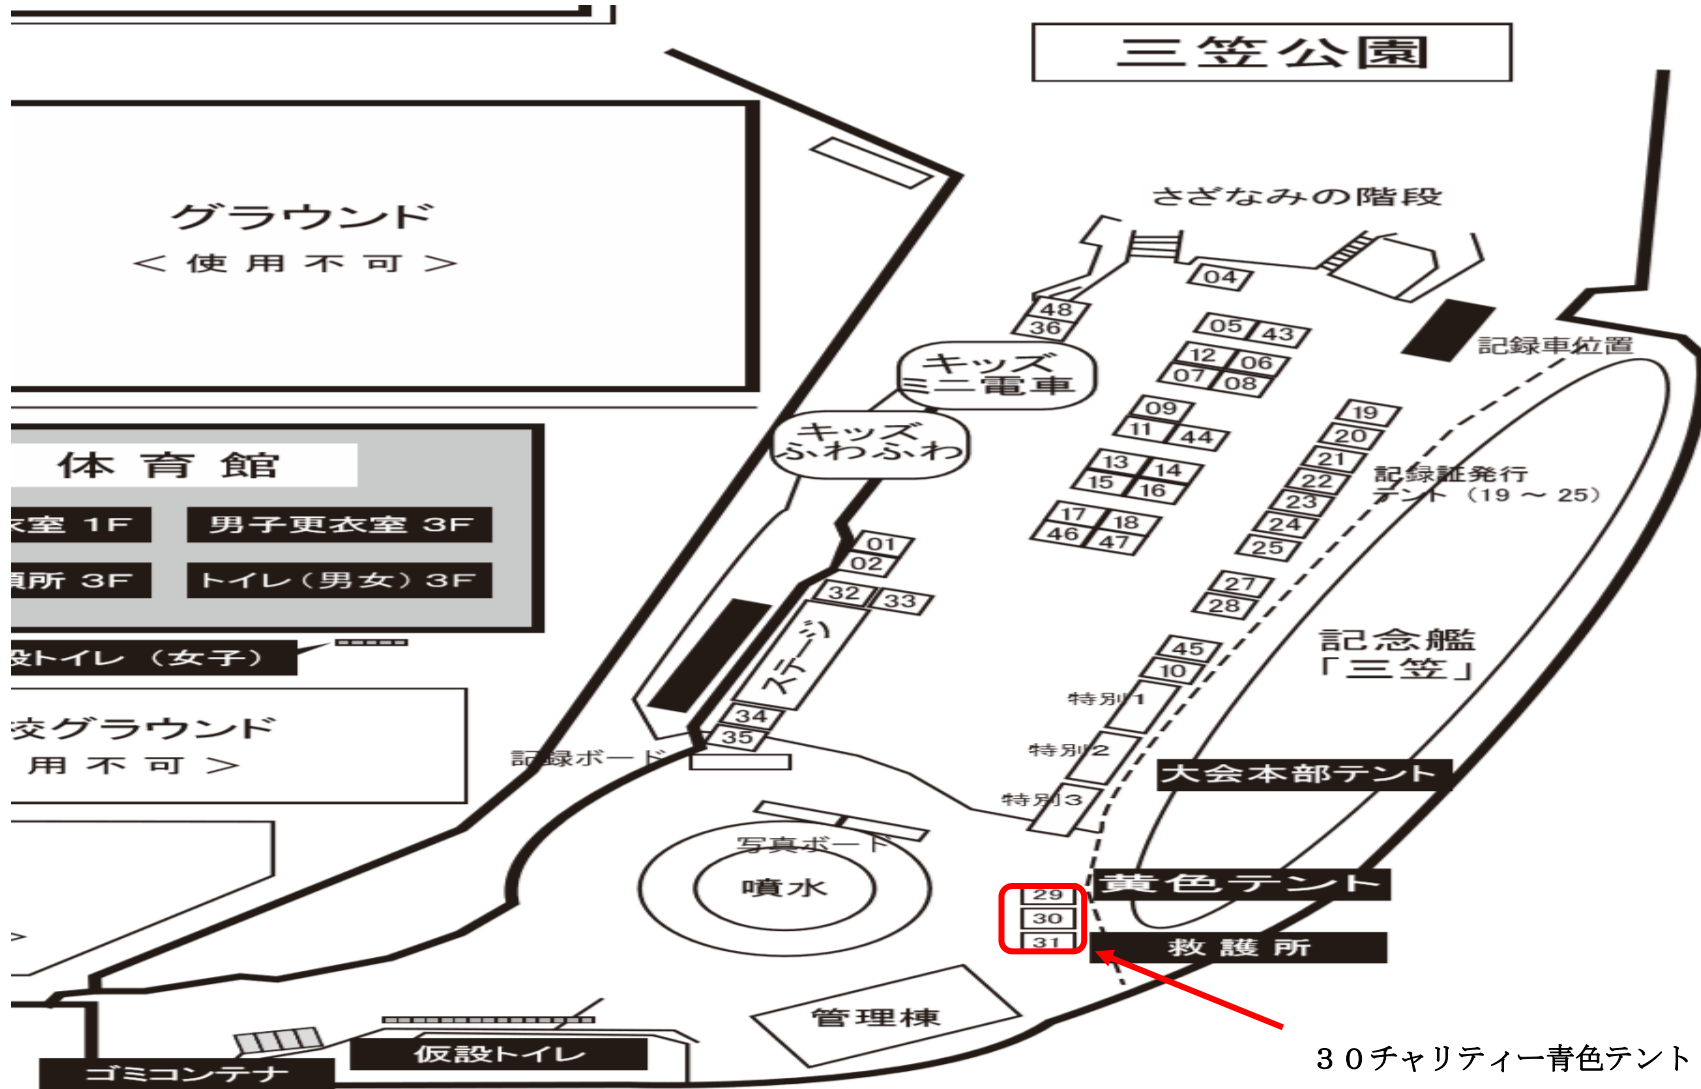 三笠公園
グラウンド
＜使用不可＞
さざなみの階段
04
48
36
05 43
12 06
07 08
キッズ
ミニ電車
記録車位置
キッズ
ふわふわ
09
11 44
19
20
21
22
23
24
25
記録証発行
テント（19～25）
体育館
衣室 1F
男子更衣室 3F
所 3F
トイレ（男女）3F
13 14
15 16
17 18
46 47
01
02
32 33
27
28
ステージ
設トイレ（女子）
記念艦
「三笠」
45
10
特別1
特別2
特別3
34
35
校グラウンド
用不可＞
記録ボード
大会本部テント
写真ボード
噴水
黄色テント
29
30
31
救護所
＞
管理棟
仮設トイレ
ゴミコンテナ
３０チャリティー青色テント